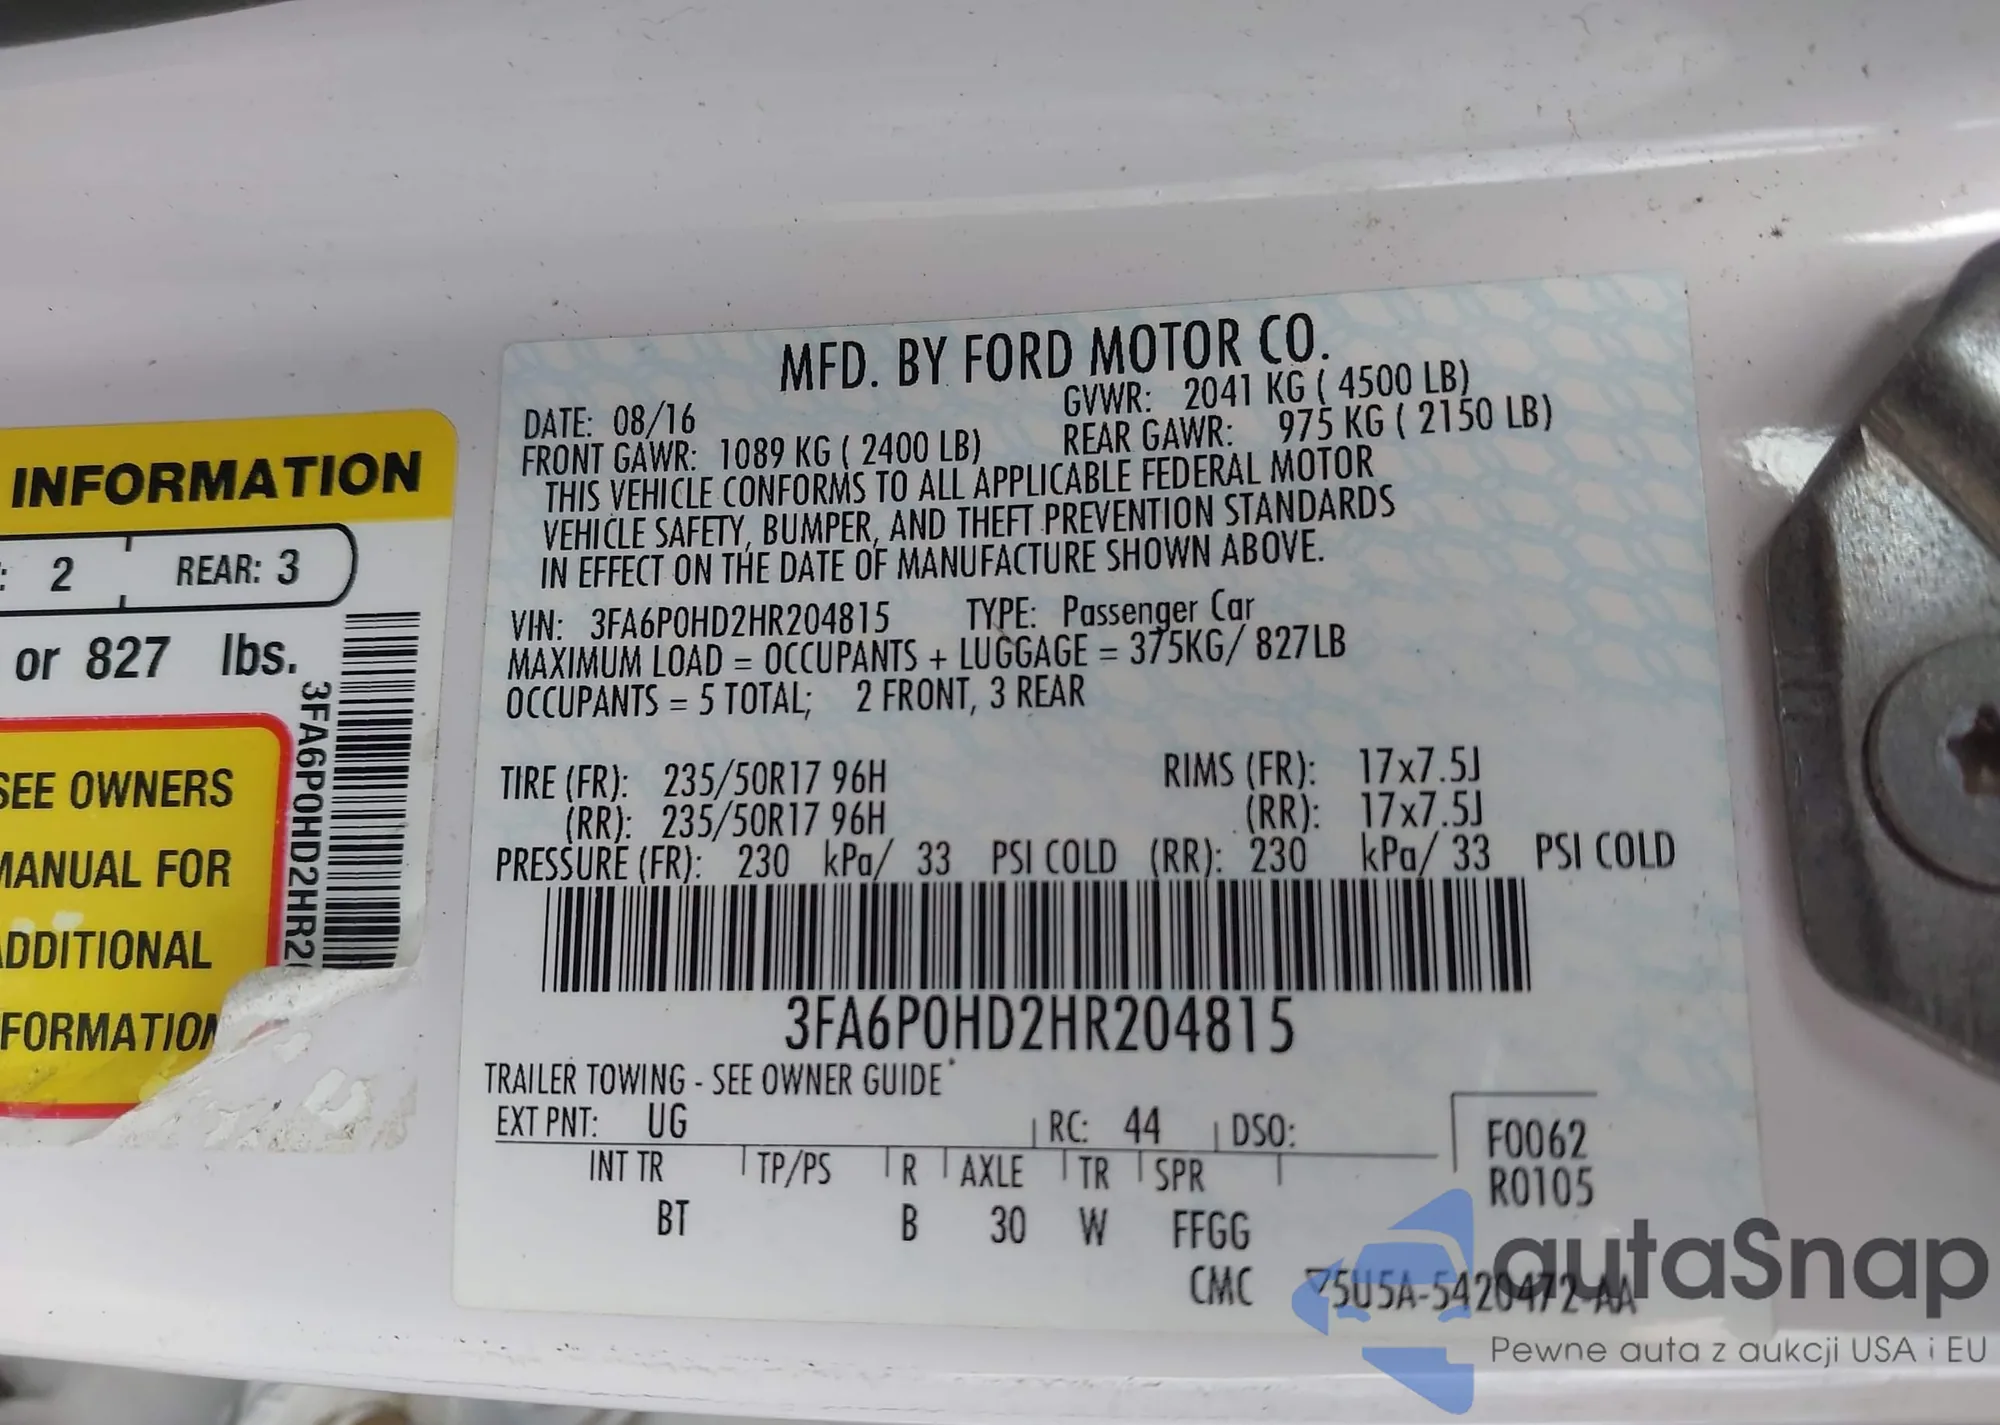 INFORMATION
: 2 REAR: 3
or 827 lbs.
3FA6P0HD2HR2
SEE OWNERS
MANUAL FOR
ADDITIONAL
FORMATION
MFD. BY FORD MOTOR CO.
DATE: 08/16 GVWR: 2041 KG ( 4500 LB)
FRONT GAWR: 1089 KG ( 2400 LB) REAR GAWR: 975 KG ( 2150 LB)
THIS VEHICLE CONFORMS TO ALL APPLICABLE FEDERAL MOTOR
VEHICLE SAFETY, BUMPER, AND THEFT PREVENTION STANDARDS
IN EFFECT ON THE DATE OF MANUFACTURE SHOWN ABOVE.
VIN: 3FA6P0HD2HR204815 TYPE: Passenger Car
MAXIMUM LOAD = OCCUPANTS + LUGGAGE = 375KG/ 827LB
OCCUPANTS = 5 TOTAL; 2 FRONT, 3 REAR
TIRE (FR): 235/50R17 96H RIMS (FR): 17x7.5J
(RR): 235/50R17 96H (RR): 17x7.5J
PRESSURE (FR): 230 kPa/ 33 PSI COLD (RR): 230 kPa/ 33 PSI COLD
3FA6P0HD2HR204815
TRAILER TOWING - SEE OWNER GUIDE
EXT PNT: UG RC: 44 DSO:
F0062
R0105
INT TR TP/PS R AXLE TR SPR
BT B 30 W FFGG
CMC 75U5A-5420472-AA
autaSnap
Pewne auta z aukcji USA i EU